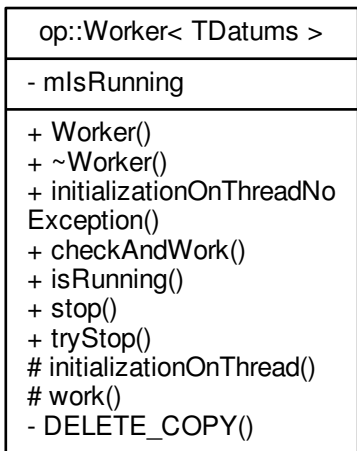 op::Worker< TDatums >
- mIsRunning
+ Worker()
+ ~Worker()
+ initializationOnThreadNo
Exception()
+ checkAndWork()
+ isRunning()
+ stop()
+ tryStop()
# initializationOnThread()
# work()
- DELETE_COPY()